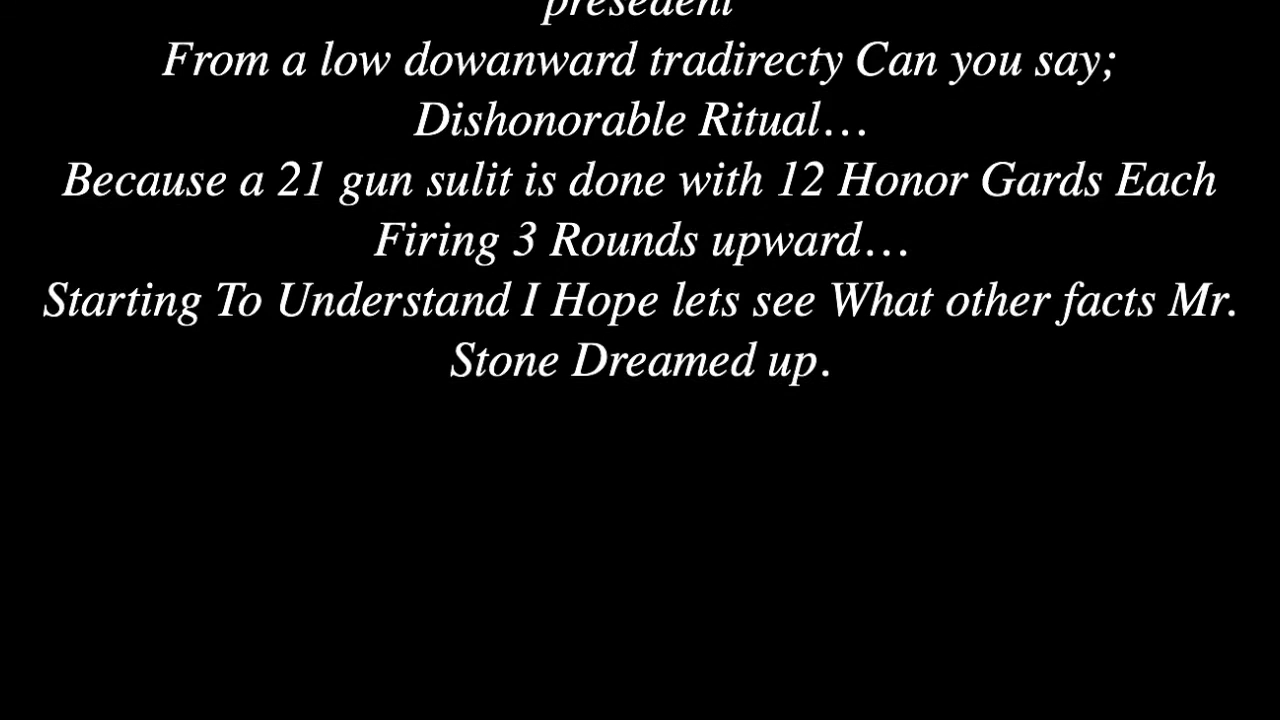 presedent
From a low dowanward tradirecty Can you say;
Dishonorable Ritual…
Because a 21 gun sulit is done with 12 Honor Gards Each
Firing 3 Rounds upward…
Starting To Understand I Hope lets see What other facts Mr.
Stone Dreamed up.